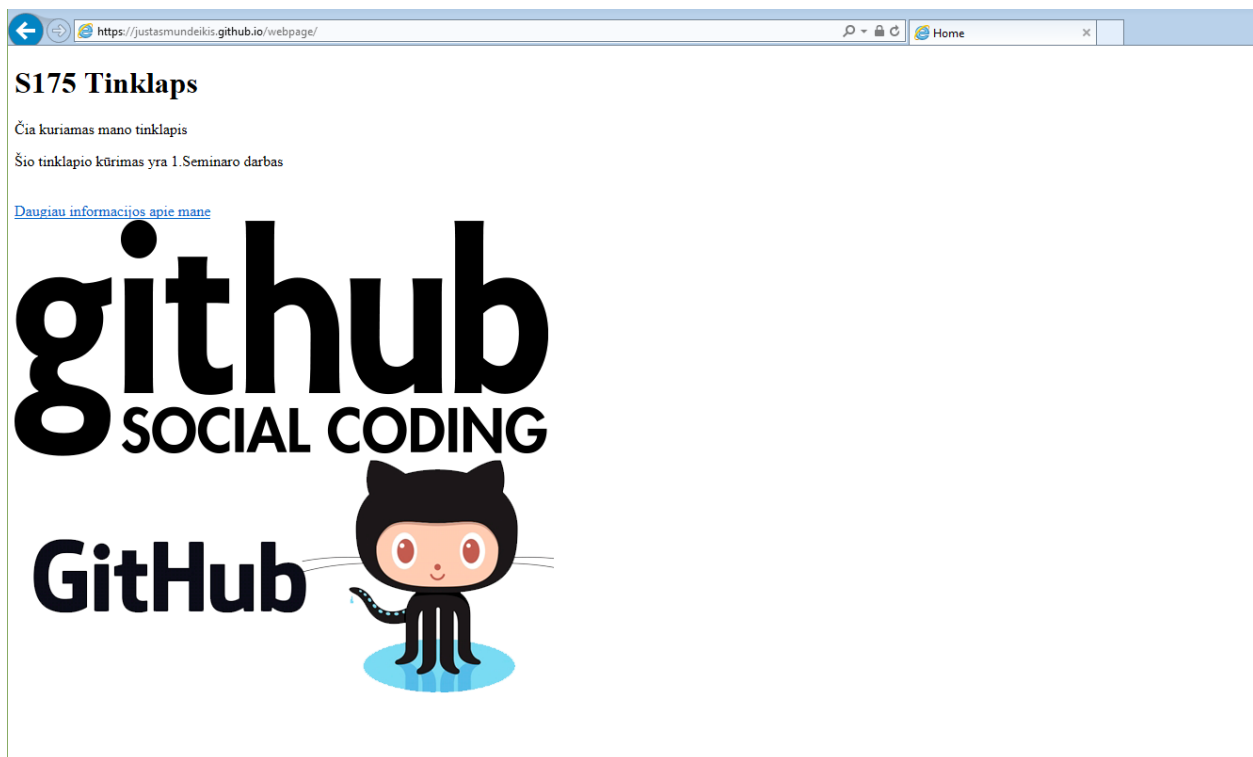 https://justasmundeikis.github.io/webpage/
Home
S175 Tinklaps
Čia kuriamas mano tinklapis
Šio tinklapio kūrimas yra 1.Seminaro darbas
Daugiau informacijos apie mane
github
SOCIAL CODING
GitHub